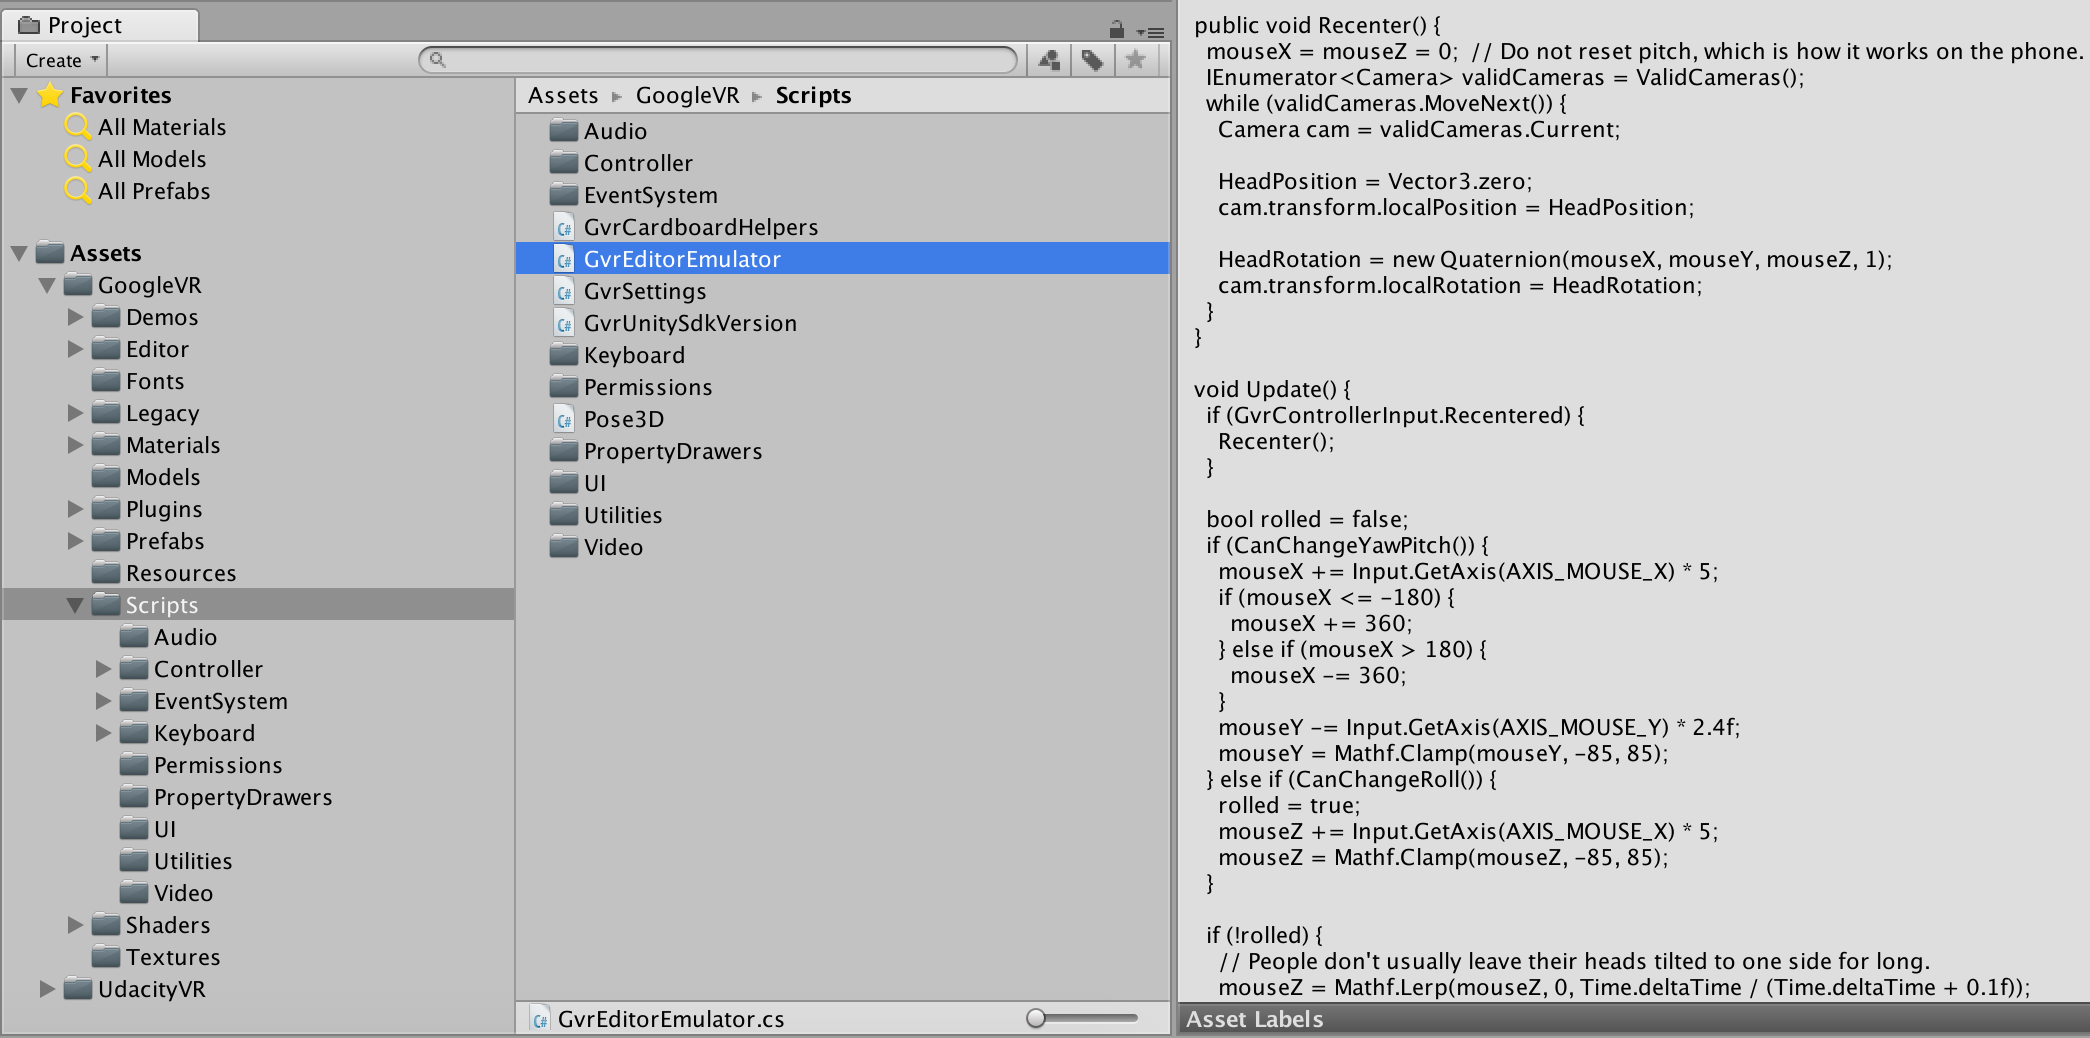 Project
Create
Favorites
All Materials
All Models
All Prefabs
Assets
GoogleVR
Demos
Editor
Fonts
Legacy
Materials
Models
Plugins
Prefabs
Resources
Scripts
Audio
Controller
EventSystem
Keyboard
Permissions
PropertyDrawers
UI
Utilities
Video
Shaders
Textures
UdacityVR
Assets GoogleVR Scripts
Audio
Controller
EventSystem
C# GvrCardboardHelpers
C# GvrEditorEmulator
C# GvrSettings
C# GvrUnitySdkVersion
Keyboard
Permissions
C# Pose3D
PropertyDrawers
UI
Utilities
Video
C# GvrEditorEmulator.cs
public void Recenter() {
mouseX = mouseZ = 0;  // Do not reset pitch, which is how it works on the phone.
IEnumerator<Camera> validCameras = ValidCameras();
while (validCameras.MoveNext()) {
Camera cam = validCameras.Current;
HeadPosition = Vector3.zero;
cam.transform.localPosition = HeadPosition;
HeadRotation = new Quaternion(mouseX, mouseY, mouseZ, 1);
cam.transform.localRotation = HeadRotation;
}
}
void Update() {
if (GvrControllerInput.Recentered) {
Recenter();
}
bool rolled = false;
if (CanChangeYawPitch()) {
mouseX += Input.GetAxis(AXIS_MOUSE_X) * 5;
if (mouseX <= -180) {
mouseX += 360;
} else if (mouseX > 180) {
mouseX -= 360;
}
mouseY -= Input.GetAxis(AXIS_MOUSE_Y) * 2.4f;
mouseY = Mathf.Clamp(mouseY, -85, 85);
} else if (CanChangeRoll()) {
rolled = true;
mouseZ += Input.GetAxis(AXIS_MOUSE_X) * 5;
mouseZ = Mathf.Clamp(mouseZ, -85, 85);
}
if (!rolled) {
// People don't usually leave their heads tilted to one side for long.
mouseZ = Mathf.Lerp(mouseZ, 0, Time.deltaTime / (Time.deltaTime + 0.1f));
Asset Labels